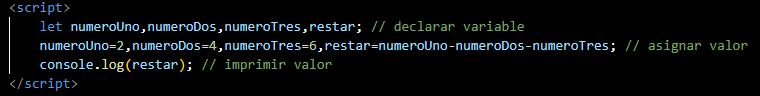 <script>
let numeroUno,numeroDos,numeroTres,restar; // declarar variable
numeroUno=2,numeroDos=4,numeroTres=6,restar=numeroUno-numeroDos-numeroTres; // asignar valor
console.log(restar); // imprimir valor
</script>